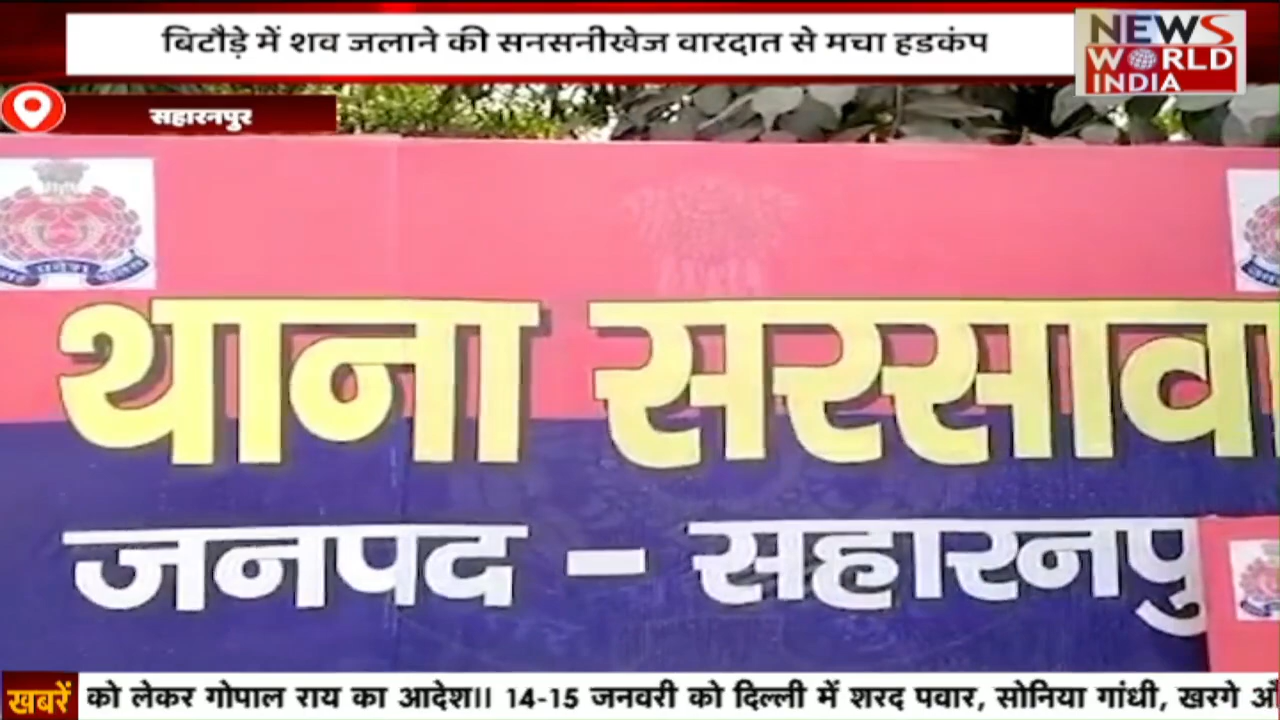 बिटौड़े में शव जलाने की सनसनीखेज वारदात से मचा हडकंप
NEWS
WORLD
INDIA
सहारनपुर
थाना सरसावा
जनपद - सहारनपु
खबरें को लेकर गोपाल राय का आदेश।। 14-15 जनवरी को दिल्ली में शरद पवार, सोनिया गांधी, खरगे